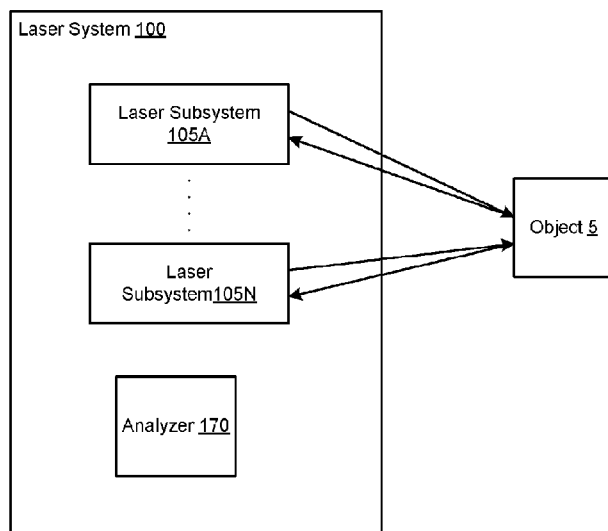 Laser System 100
Laser Subsystem
105A
Laser
Subsystem105N
Object 5
Analyzer 170